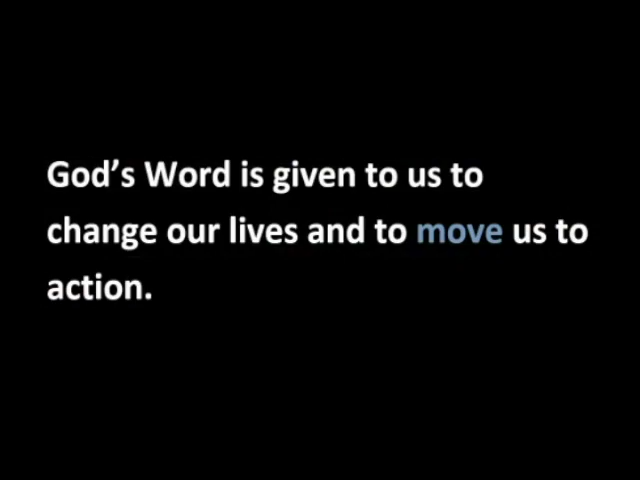 God’s Word is given to us to
change our lives and to move us to
action.